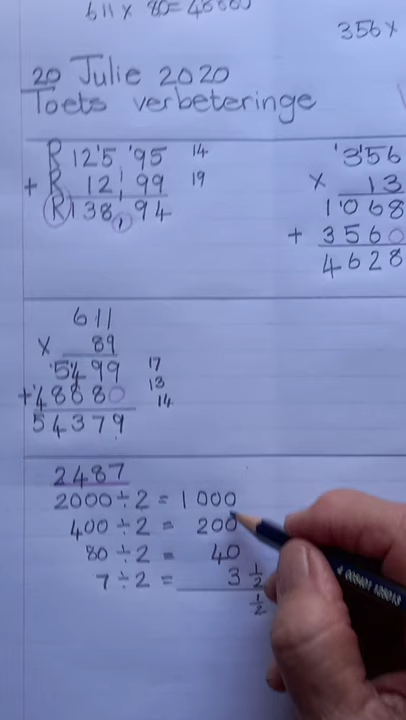 611 x 80 = 48880
356 x
20 Julie 2020
Toets verbeteringe
R 125,95 14
+ R 12,99 19
R138,94
356
x 13
1068
+ 3560
4628
611
x 89
5499 17
+48880 13
54379 14
2487
2000 ÷ 2 = 1000
400 ÷ 2 = 200
80 ÷ 2 = 40
7 ÷ 2 = 3 1/2
1/2